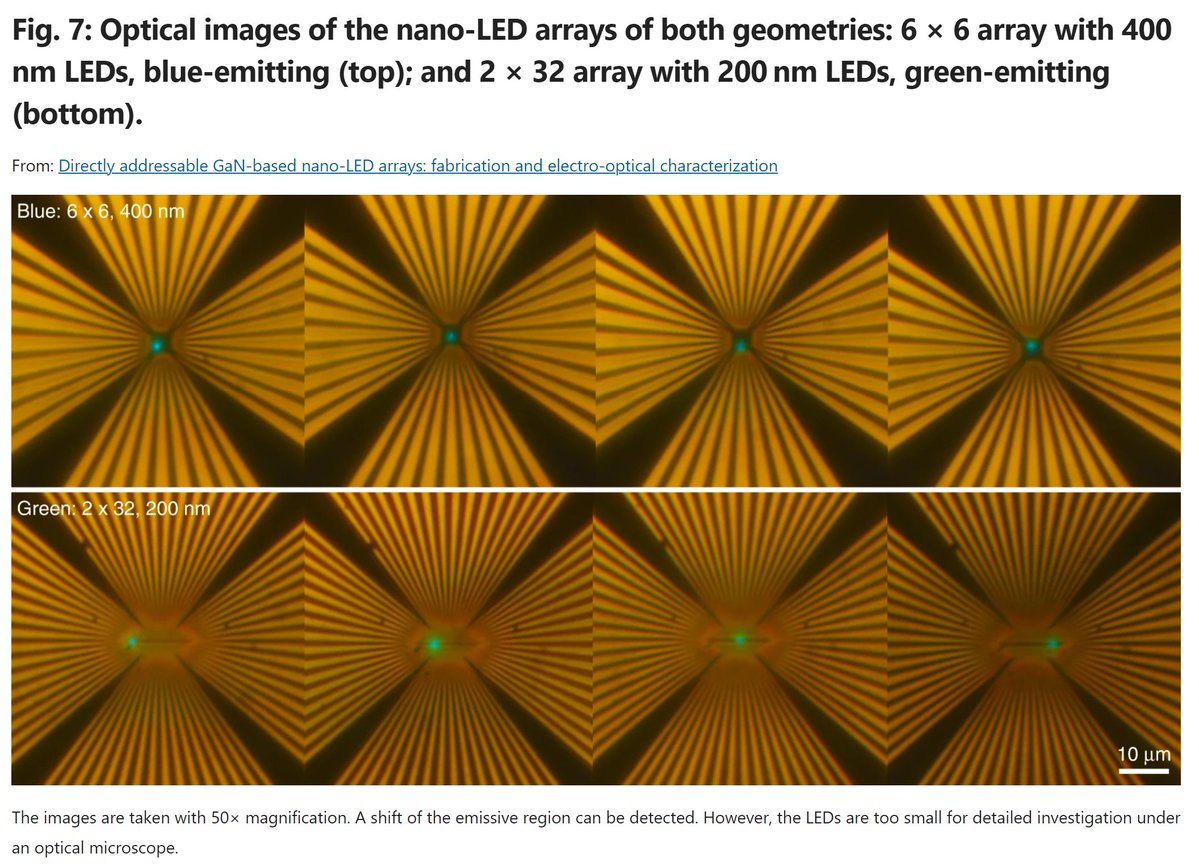 Fig. 7: Optical images of the nano-LED arrays of both geometries: 6 × 6 array with 400
nm LEDs, blue-emitting (top); and 2 × 32 array with 200 nm LEDs, green-emitting
(bottom).
From: Directly addressable GaN-based nano-LED arrays: fabrication and electro-optical characterization
Blue: 6 x 6, 400 nm
Green: 2 x 32, 200 nm
10 µm
The images are taken with 50× magnification. A shift of the emissive region can be detected. However, the LEDs are too small for detailed investigation under
an optical microscope.